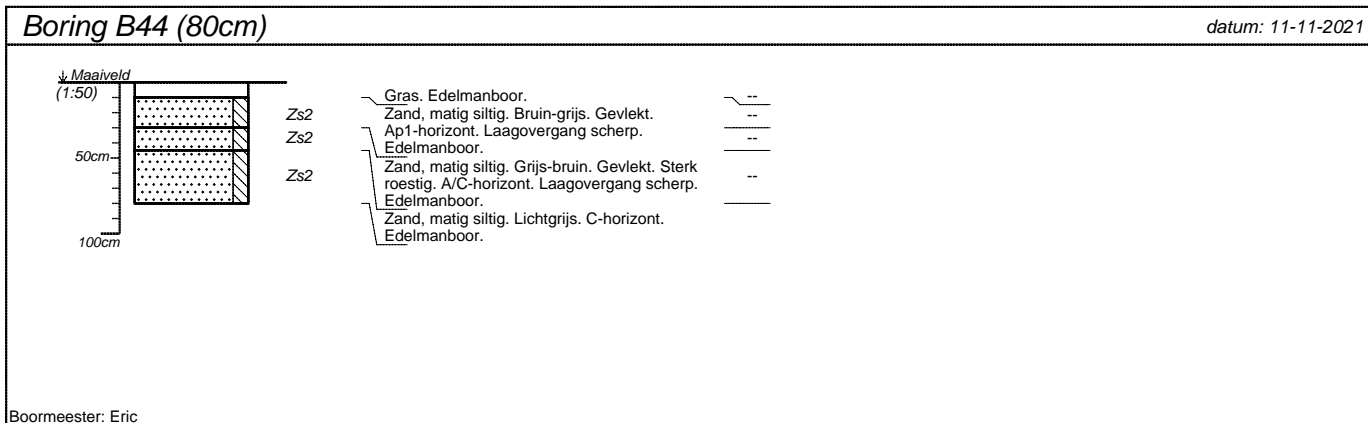 Boring B44 (80cm)
datum: 11-11-2021
Maaiveld
(1:50)
50cm
100cm
Zs2
Zs2
Zs2
Gras. Edelmanboor.
Zand, matig siltig. Bruin-grijs. Gevlekt.
Ap1-horizont. Laagovergang scherp.
Edelmanboor.
Zand, matig siltig. Grijs-bruin. Gevlekt. Sterk
roestig. A/C-horizont. Laagovergang scherp.
Edelmanboor.
Zand, matig siltig. Lichtgrijs. C-horizont.
Edelmanboor.
--
--
--
--
Boormeester: Eric